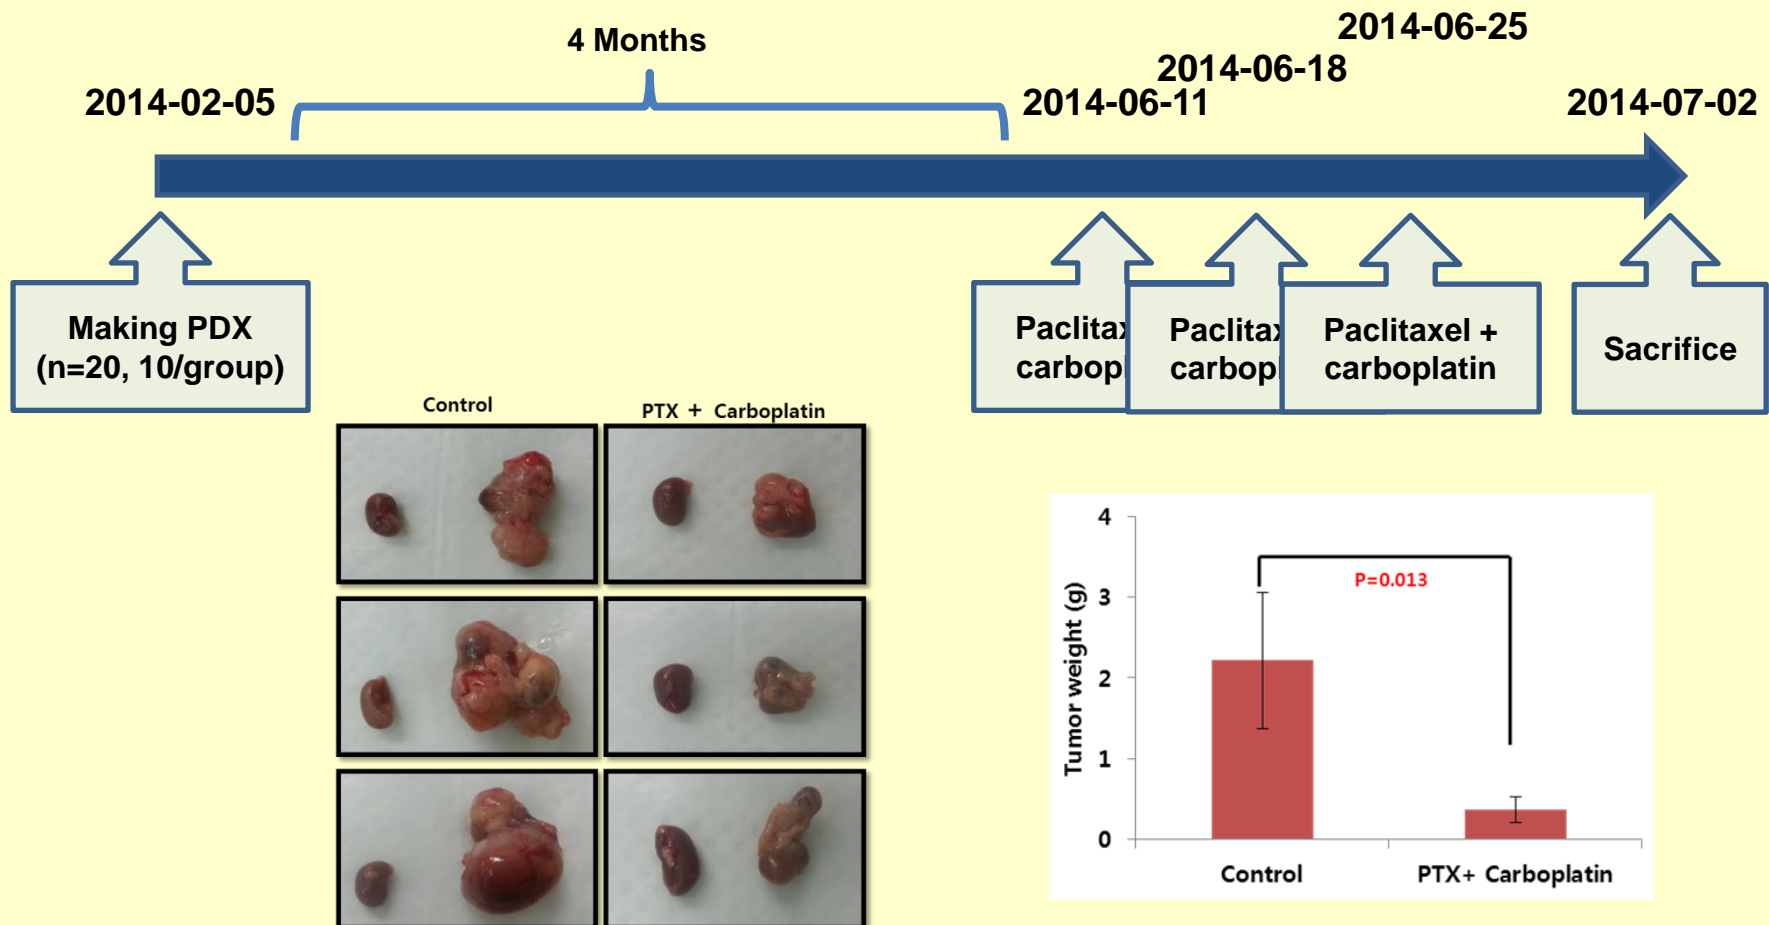 4 Months
2014-06-25
2014-06-18
2014-02-05
2014-06-11
2014-07-02
Making PDX
(n=20, 10/group)
Paclitax
carbopl
Paclitax
carbopl
Paclitaxel +
carboplatin
Sacrifice
Control
PTX + Carboplatin
4
3
2
1
0
Tumor weight (g)
P=0.013
Control
PTX+ Carboplatin